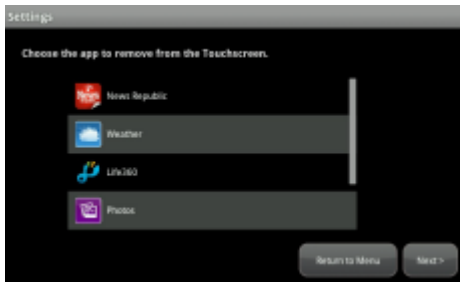 Settings
Choose the app to remove from the Touchscreen.
News Republic
Weather
Life360
Photos
Return to Menu
Next >